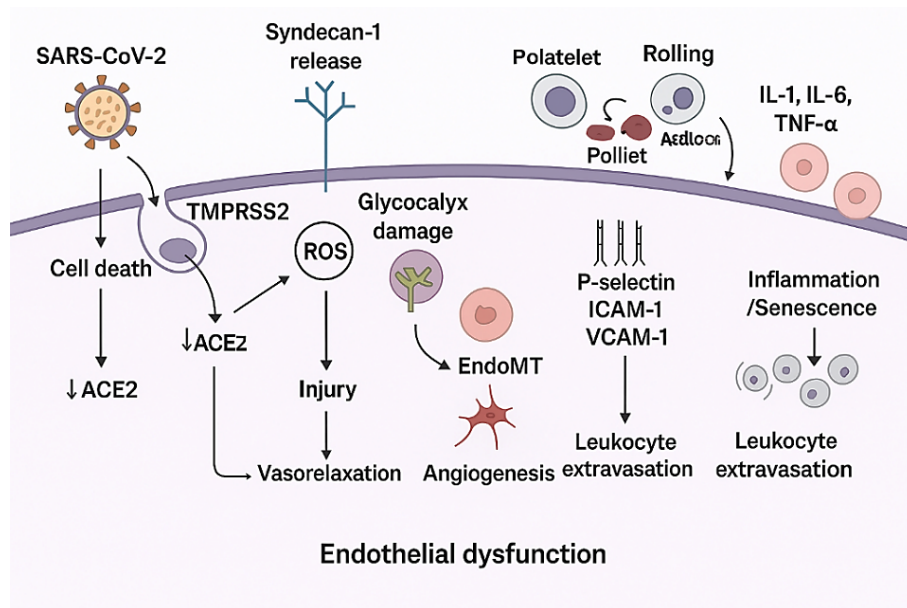 SARS-CoV-2
Syndecan-1
release
Polatelet
Rolling
Polliet
IL-1, IL-6,
TNF-α
TMPRSS2
Glycocalyx
damage
Cell death
ROS
↓ACE2
↓ACE2
Injury
Vasorelaxation
EndoMT
Angiogenesis
P-selectin
ICAM-1
VCAM-1
Leukocyte
extravasation
Inflammation
/Senescence
Leukocyte
extravasation
Endothelial dysfunction